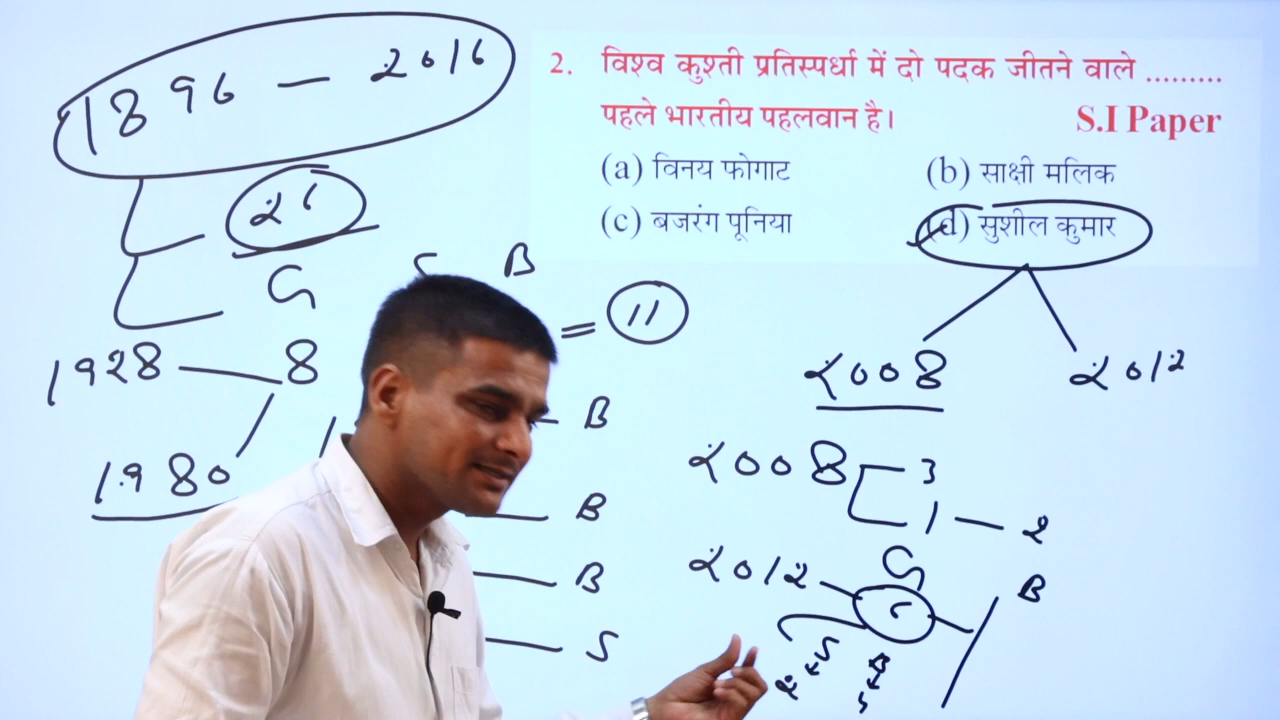 1896 — 2016
21
G S B
= 11
1928 — 8
B
1980
B
B
S
2. विश्व कुश्ती प्रतिस्पर्धा में दो पदक जीतने वाले .........
पहले भारतीय पहलवान है। S.I Paper
(a) विनय फोगाट (b) साक्षी मलिक
(c) बजरंग पूनिया (d) सुशील कुमार
2008 2012
2008 3
1 — 2
G
2012 6 B